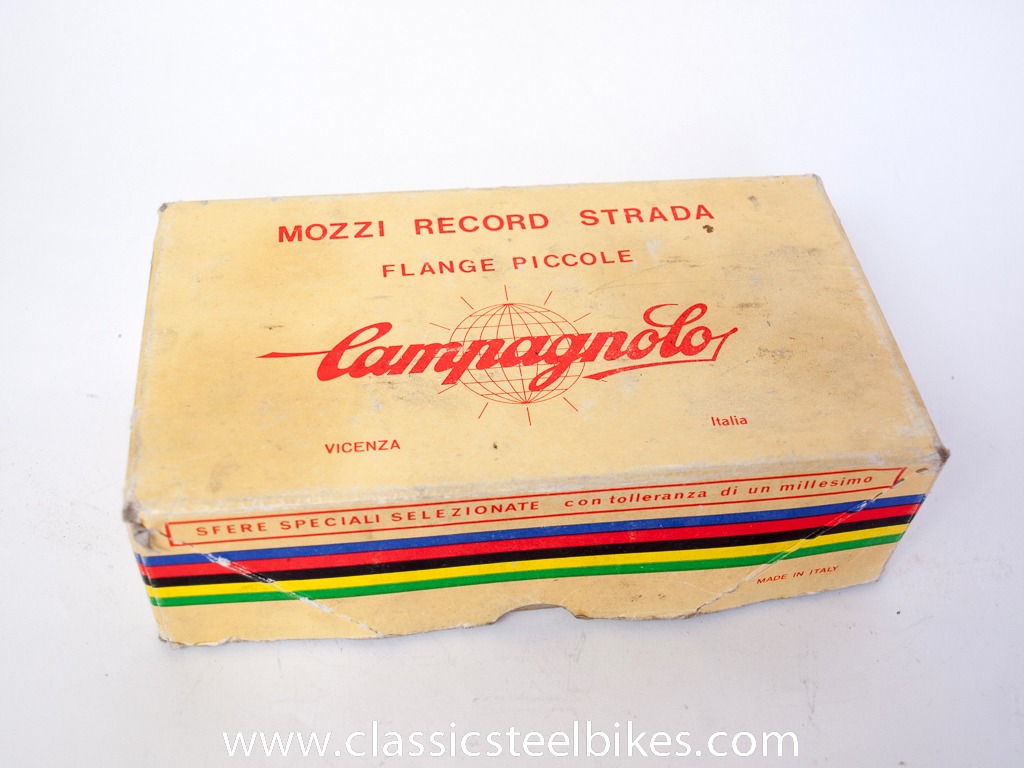 MOZZI RECORD STRADA
FLANGE PICCOLE
Campagnolo
VICENZA Italia
SFERE SPECIALI SELEZIONATE con tolleranza di un millesimo
MADE IN ITALY
www.classicsteelbikes.com